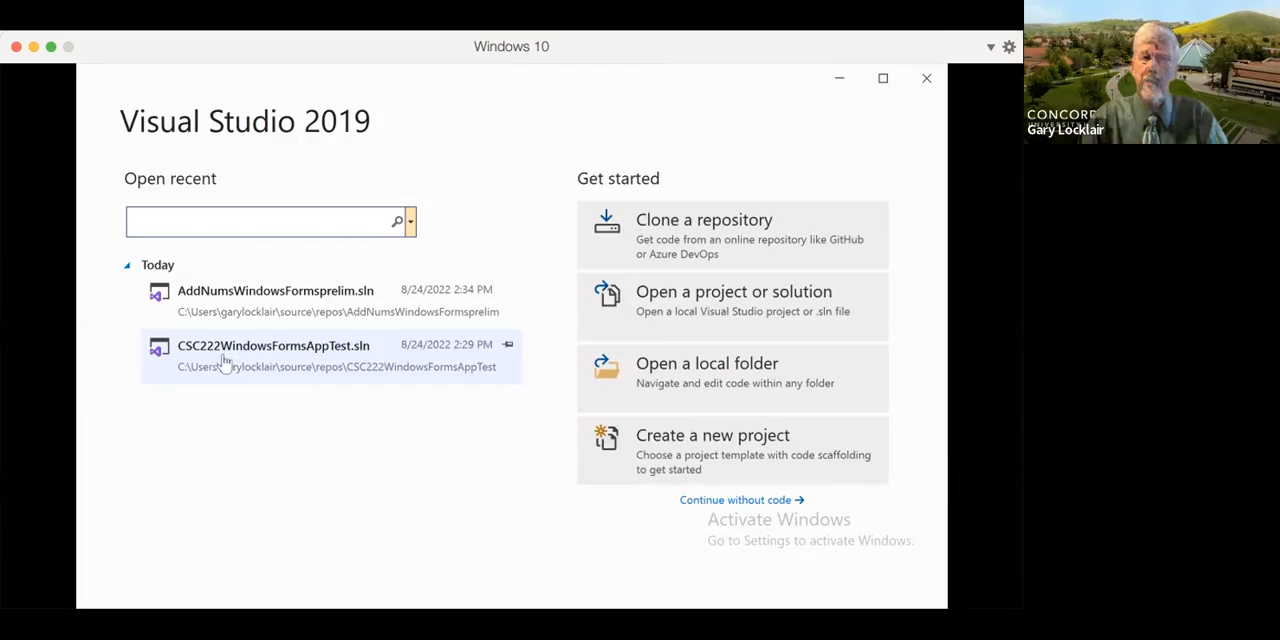 Windows 10
Visual Studio 2019
Open recent
Today
AddNumsWindowsFormsprelim.sln 8/24/2022 2:34 PM
C:\Users\garylocklair\source\repos\AddNumsWindowsFormsprelim
CSC222WindowsFormsAppTest.sln 8/24/2022 2:29 PM
C:\Users rylocklair\source\repos\CSC222WindowsFormsAppTest
Get started
Clone a repository
Get code from an online repository like GitHub
or Azure DevOps
Open a project or solution
Open a local Visual Studio project or .sln file
Open a local folder
Navigate and edit code within any folder
Create a new project
Choose a project template with code scaffolding
to get started
Continue without code →
Activate Windows
Go to Settings to activate Windows.
CONCOR
Gary Locklair